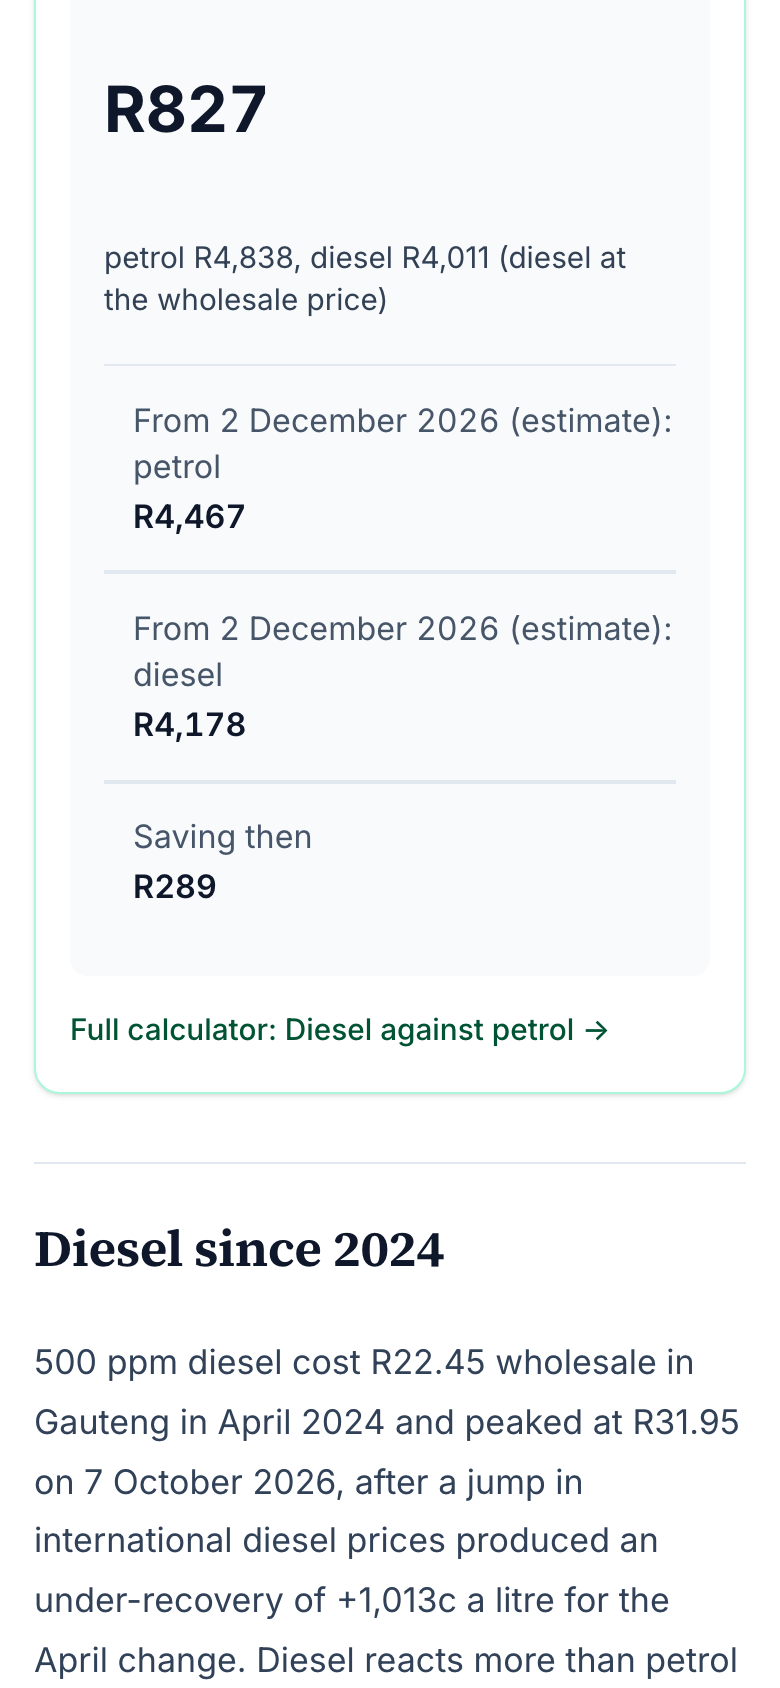 R827
petrol R4,838, diesel R4,011 (diesel at
the wholesale price)
From 2 December 2026 (estimate):
petrol
R4,467
From 2 December 2026 (estimate):
diesel
R4,178
Saving then
R289
Full calculator: Diesel against petrol →
Diesel since 2024
500 ppm diesel cost R22.45 wholesale in
Gauteng in April 2024 and peaked at R31.95
on 7 October 2026, after a jump in
international diesel prices produced an
under-recovery of +1,013c a litre for the
April change. Diesel reacts more than petrol